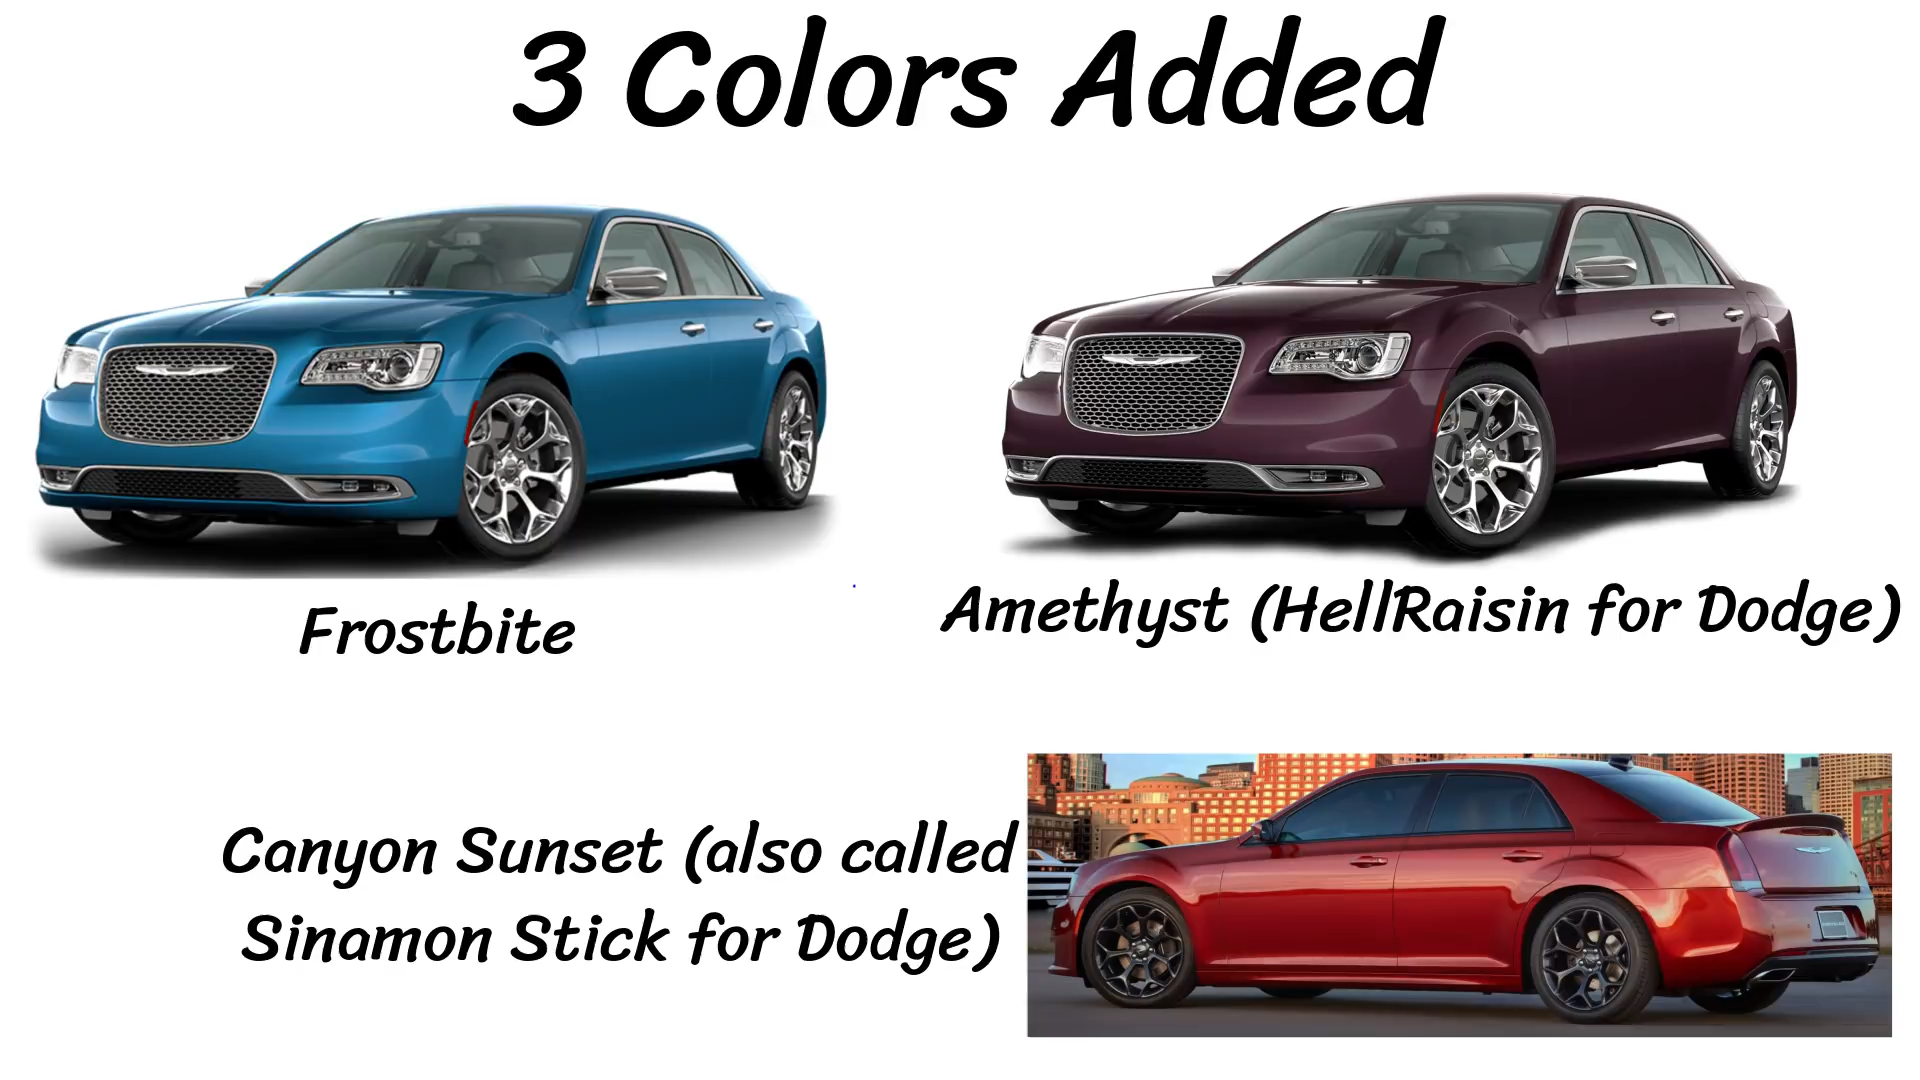 3 Colors Added
Frostbite
Amethyst (HellRaisin for Dodge)
Canyon Sunset (also called
Sinamon Stick for Dodge)